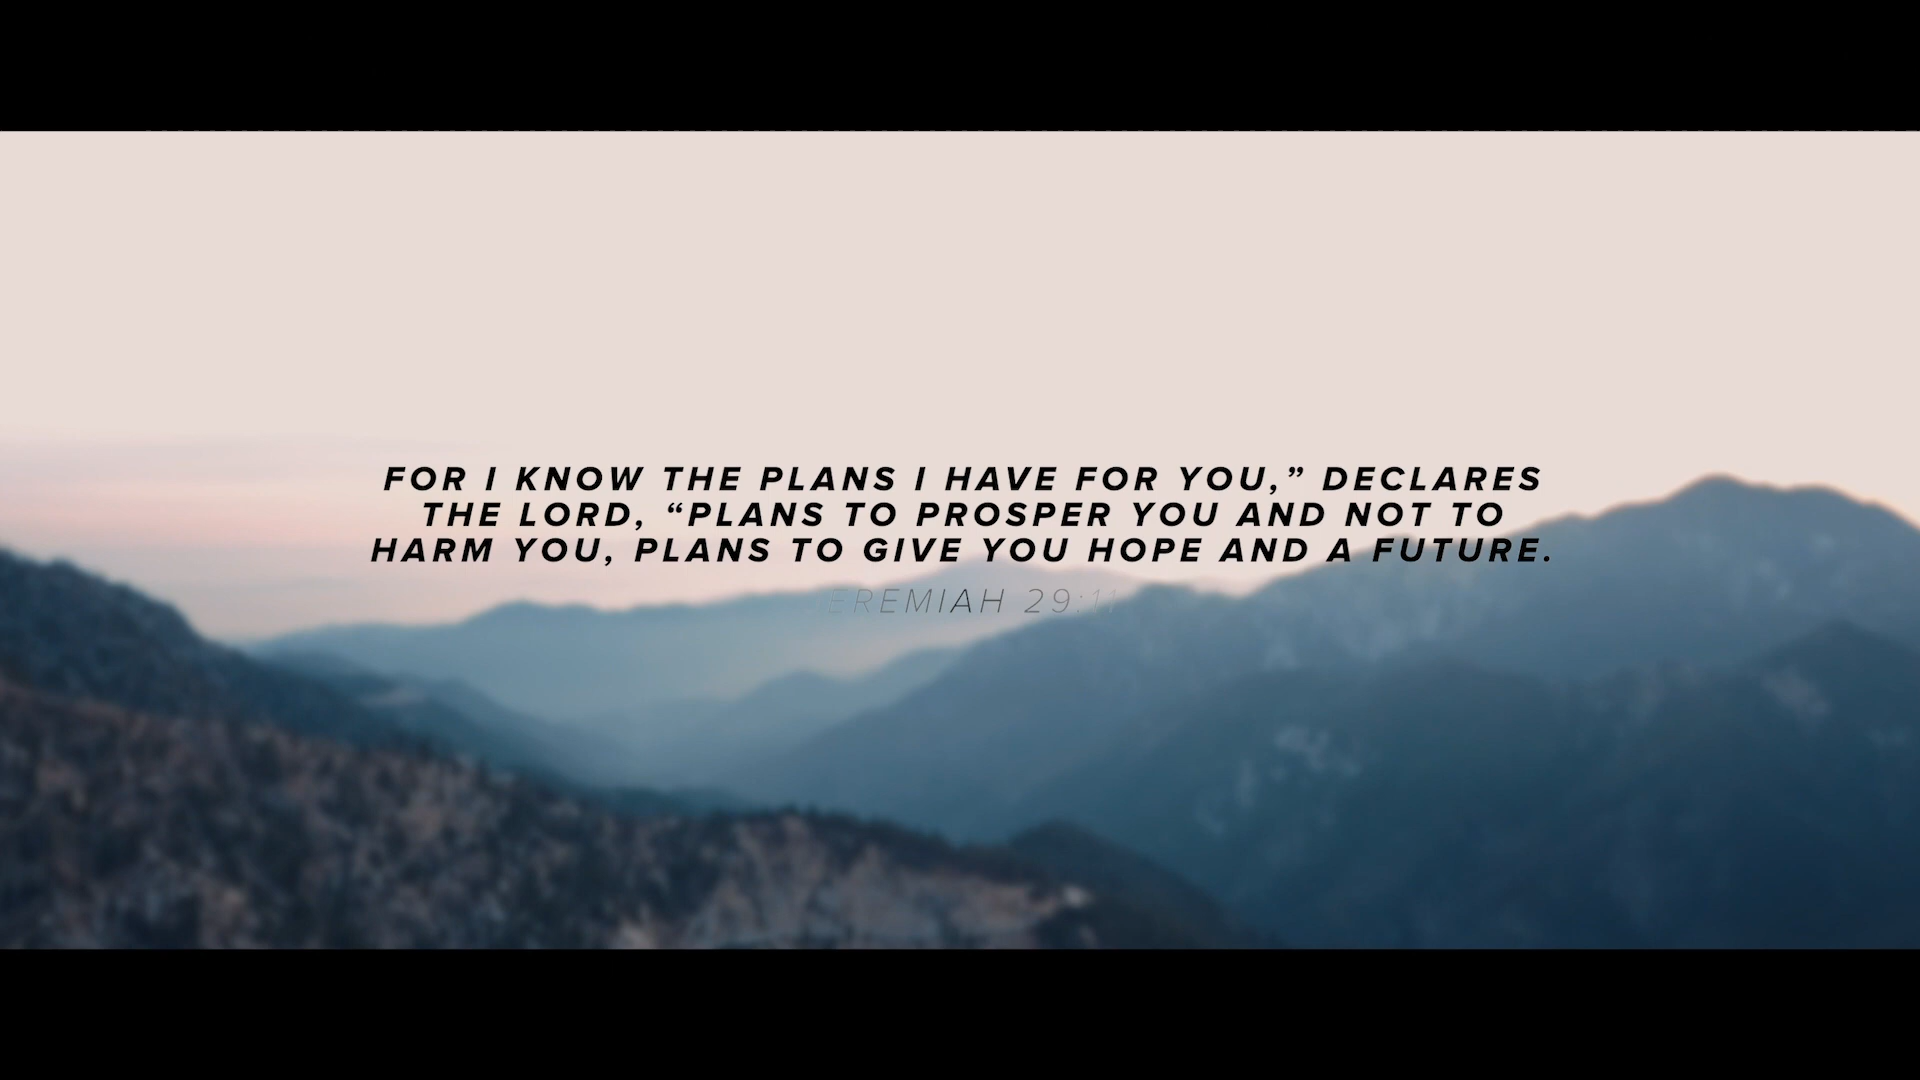 FOR I KNOW THE PLANS I HAVE FOR YOU,” DECLARES
THE LORD, “PLANS TO PROSPER YOU AND NOT TO
HARM YOU, PLANS TO GIVE YOU HOPE AND A FUTURE.
JEREMIAH 29:11